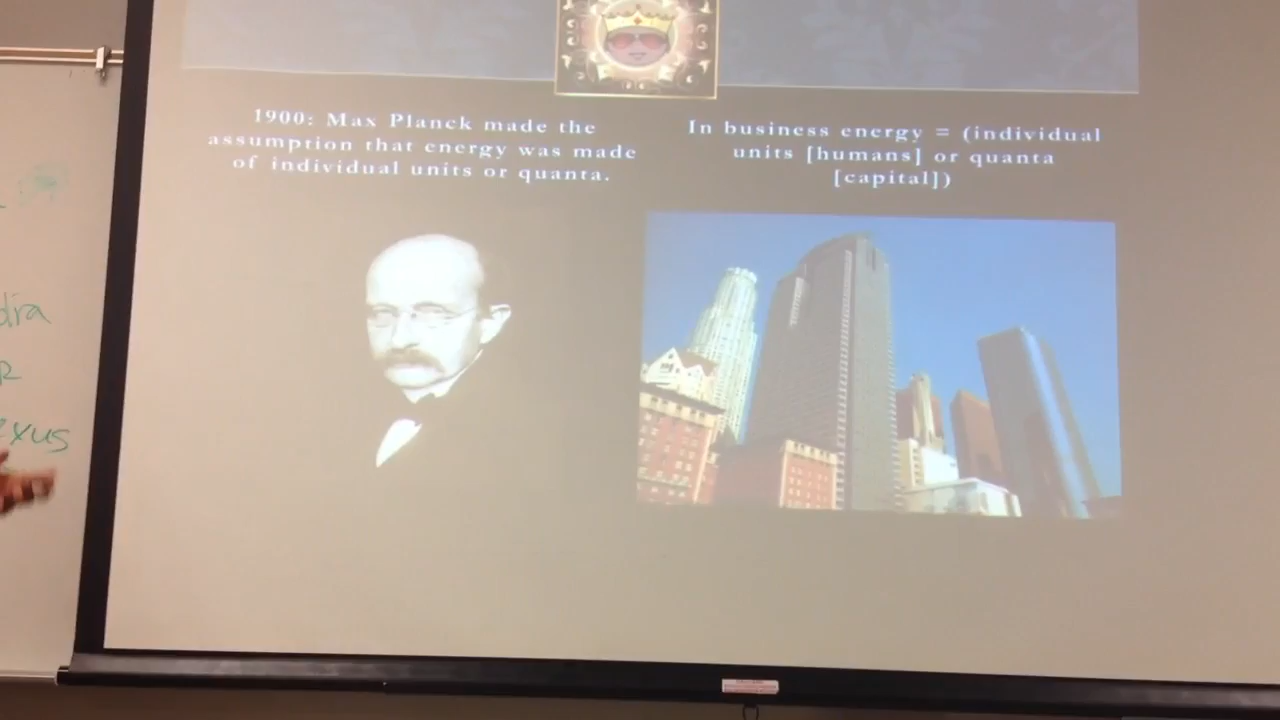 1900: Max Planck made the
assumption that energy was made
of individual units or quanta.
In business energy = (individual
units [humans] or quanta
[capital])